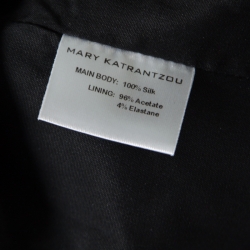 MARY KATRANTZOU
MAIN BODY: 100% Silk
LINING: 96% Acetate
4% Elastane